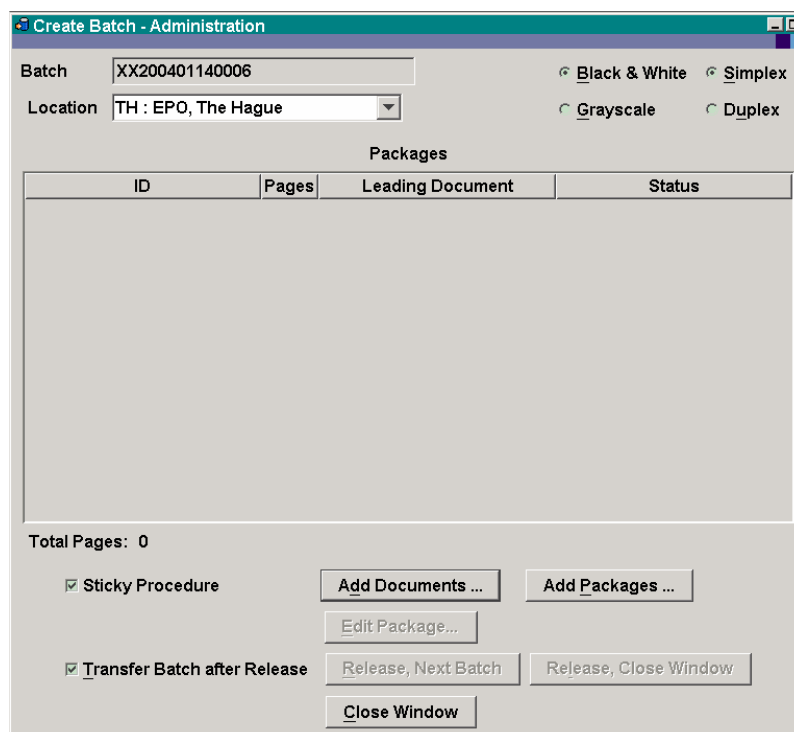 Create Batch - Administration
Batch XX200401140006 Black & White Simplex
Location TH : EPO, The Hague Grayscale Duplex
Packages
ID Pages Leading Document Status
Total Pages: 0
Sticky Procedure Add Documents ... Add Packages ...
Edit Package...
Transfer Batch after Release Release, Next Batch Release, Close Window
Close Window